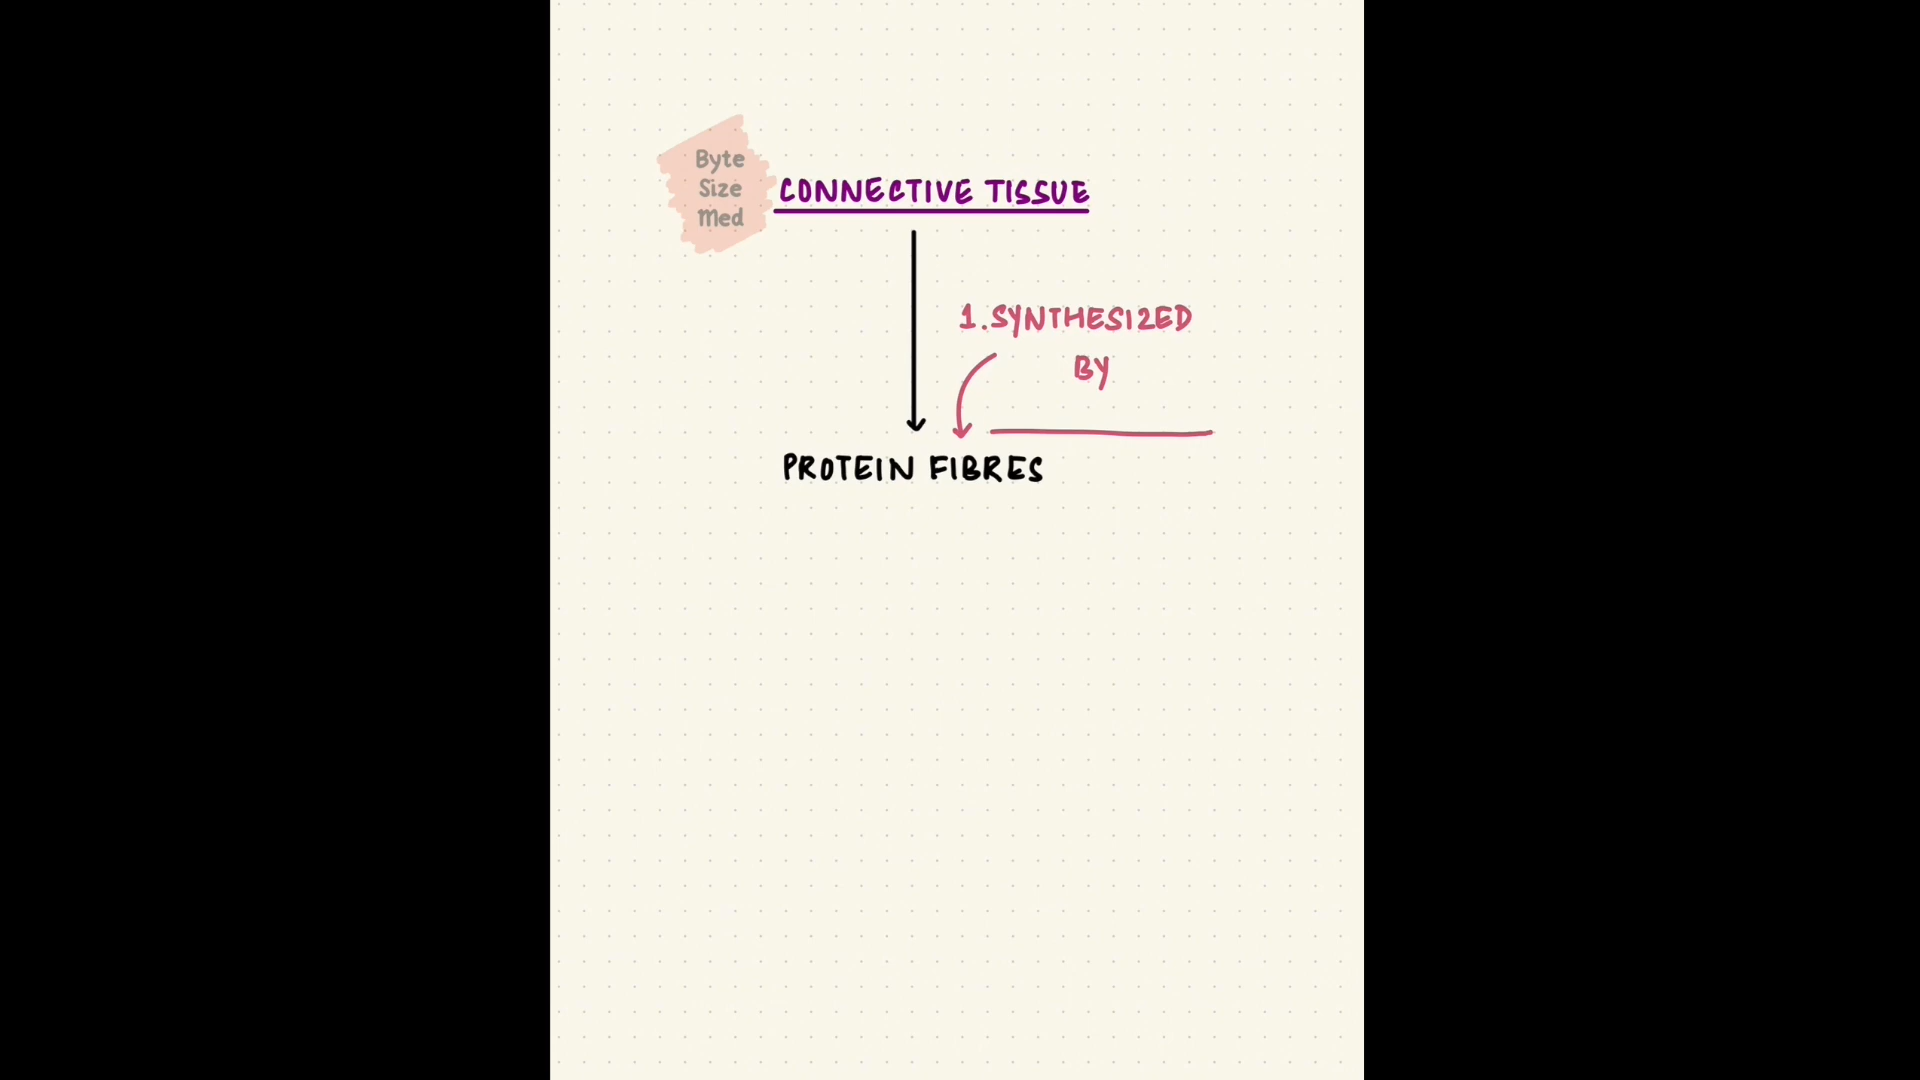 Byte
Size
Med
CONNECTIVE TISSUE
1. SYNTHESIZED
BY
PROTEIN FIBRES